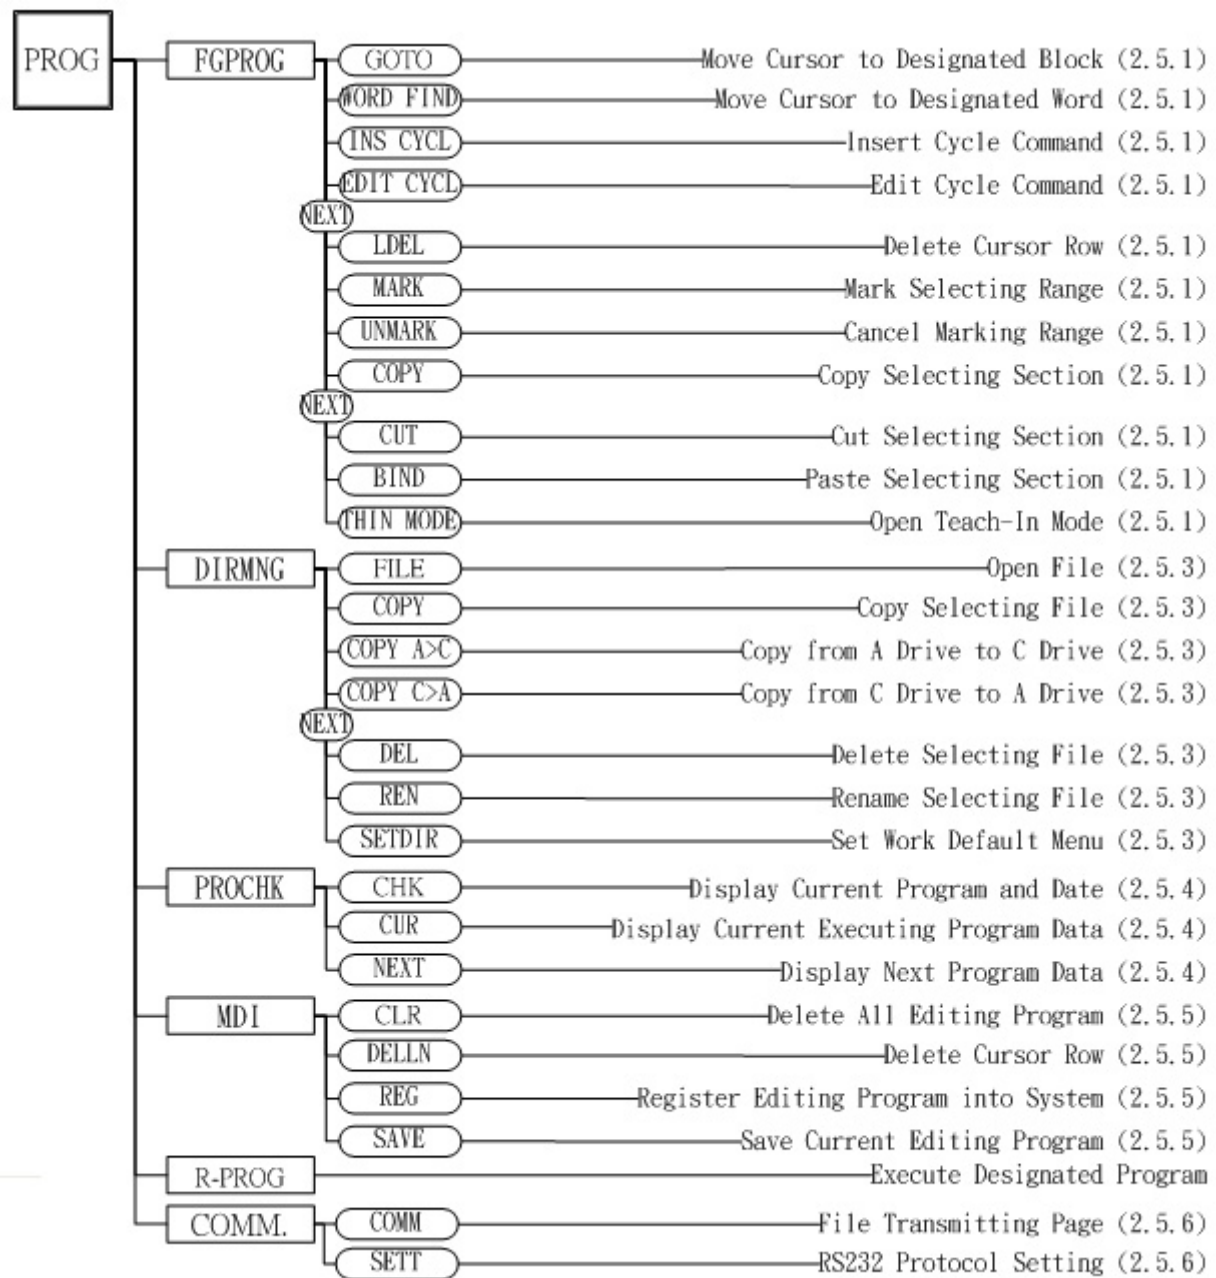 PROG FGPROG GOTO Move Cursor to Designated Block (2.5.1)
WORD FIND Move Cursor to Designated Word (2.5.1)
INS CYCL Insert Cycle Command (2.5.1)
EDIT CYCL Edit Cycle Command (2.5.1)
NEXT
LDEL Delete Cursor Row (2.5.1)
MARK Mark Selecting Range (2.5.1)
UNMARK Cancel Marking Range (2.5.1)
COPY Copy Selecting Section (2.5.1)
NEXT
CUT Cut Selecting Section (2.5.1)
BIND Paste Selecting Section (2.5.1)
THIN MODE Open Teach-In Mode (2.5.1)
DIRMNG FILE Open File (2.5.3)
COPY Copy Selecting File (2.5.3)
COPY A>C Copy from A Drive to C Drive (2.5.3)
COPY C>A Copy from C Drive to A Drive (2.5.3)
NEXT
DEL Delete Selecting File (2.5.3)
REN Rename Selecting File (2.5.3)
SETDIR Set Work Default Menu (2.5.3)
PROCHK CHK Display Current Program and Date (2.5.4)
CUR Display Current Executing Program Data (2.5.4)
NEXT Display Next Program Data (2.5.4)
MDI CLR Delete All Editing Program (2.5.5)
DELLN Delete Cursor Row (2.5.5)
REG Register Editing Program into System (2.5.5)
SAVE Save Current Editing Program (2.5.5)
R-PROG Execute Designated Program
COMM. COMM File Transmitting Page (2.5.6)
SETT RS232 Protocol Setting (2.5.6)